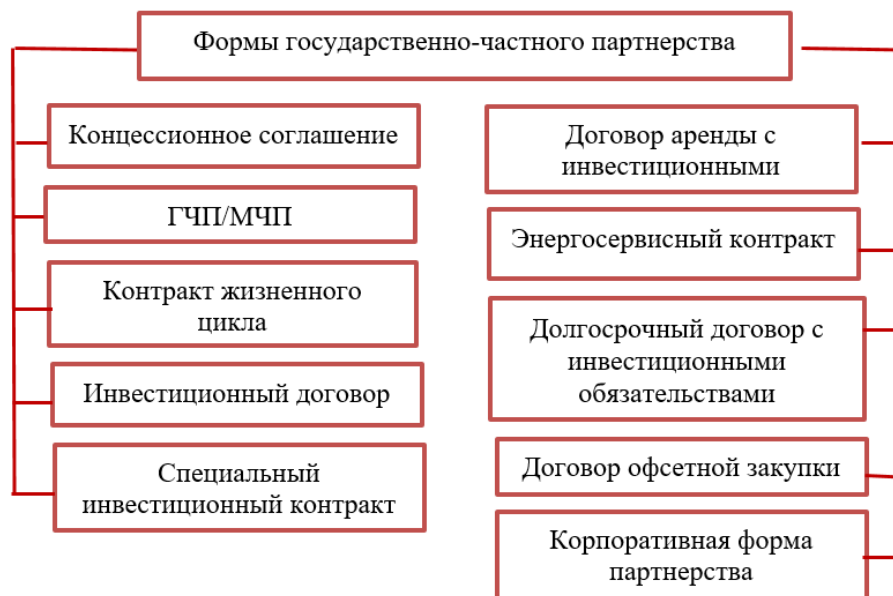 Формы государственно-частного партнерства
Концессионное соглашение
ГЧП/МЧП
Контракт жизненного
цикла
Инвестиционный договор
Специальный
инвестиционный контракт
Договор аренды с
инвестиционными
Энергосервисный контракт
Долгосрочный договор с
инвестиционными
обязательствами
Договор офсетной закупки
Корпоративная форма
партнерства